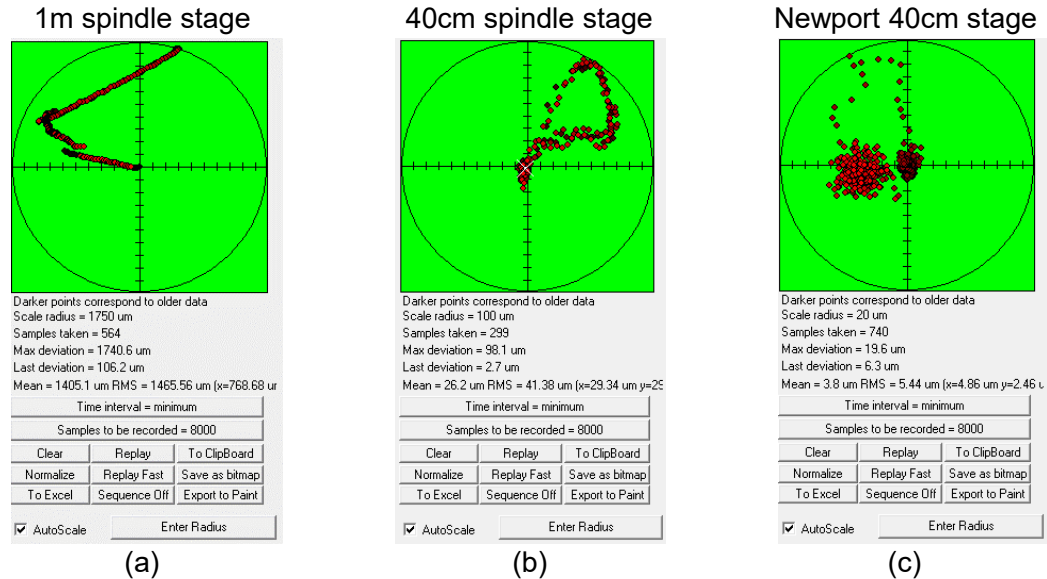 1m spindle stage
Darker points correspond to older data
Scale radius = 1750 um
Samples taken = 564
Max deviation = 1740.6 um
Last deviation = 106.2 um
Mean = 1405.1 um RMS = 1465.56 um (x=768.68 ur
Time interval = minimum
Samples to be recorded = 8000
Clear Replay To ClipBoard
Normalize Replay Fast Save as bitmap
To Excel Sequence Off Export to Paint
AutoScale Enter Radius
(a)
40cm spindle stage
Darker points correspond to older data
Scale radius = 100 um
Samples taken = 299
Max deviation = 98.1 um
Last deviation = 2.7 um
Mean = 26.2 um RMS = 41.38 um (x=29.34 um y=29
Time interval = minimum
Samples to be recorded = 8000
Clear Replay To ClipBoard
Normalize Replay Fast Save as bitmap
To Excel Sequence Off Export to Paint
AutoScale Enter Radius
(b)
Newport 40cm stage
Darker points correspond to older data
Scale radius = 20 um
Samples taken = 740
Max deviation = 19.6 um
Last deviation = 6.3 um
Mean = 3.8 um RMS = 5.44 um (x=4.86 um y=2.46 u
Time interval = minimum
Samples to be recorded = 8000
Clear Replay To ClipBoard
Normalize Replay Fast Save as bitmap
To Excel Sequence Off Export to Paint
AutoScale Enter Radius
(c)